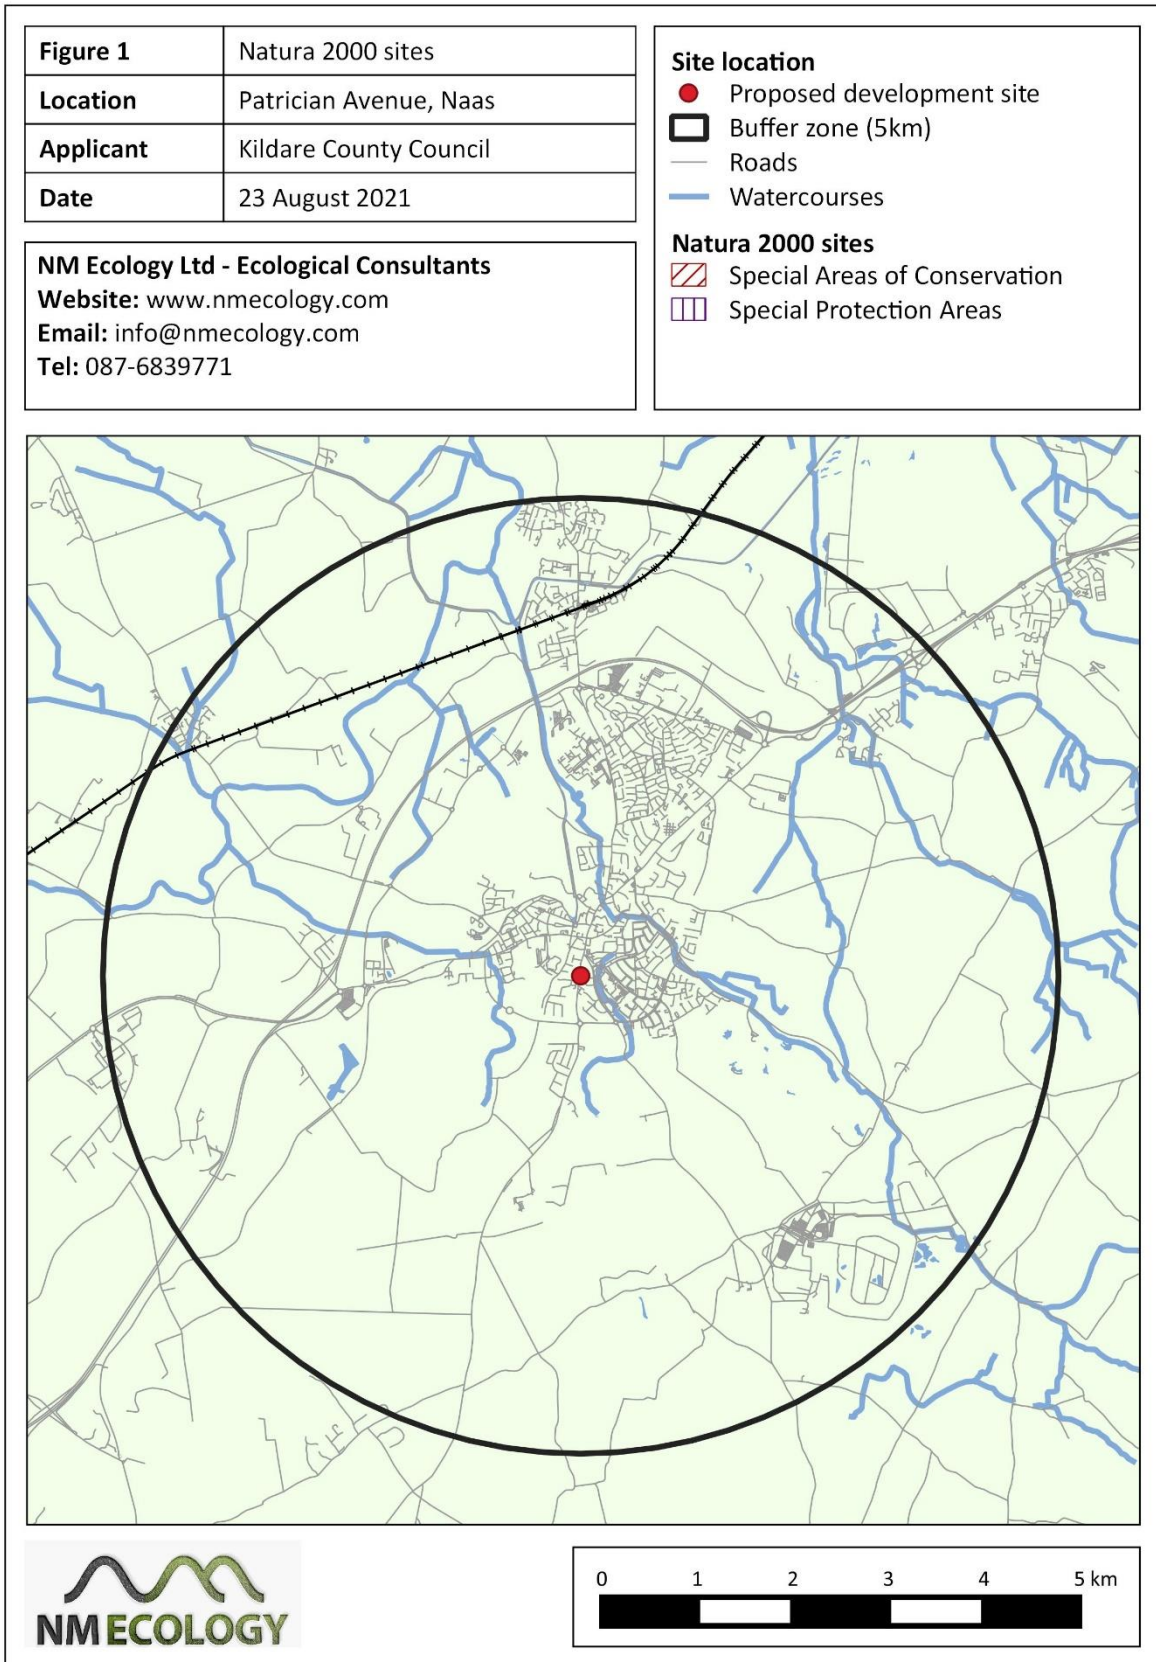 Figure 1 Natura 2000 sites
Location Patrician Avenue, Naas
Applicant Kildare County Council
Date 23 August 2021
NM Ecology Ltd - Ecological Consultants
Website: www.nmecology.com
Email: info@nmecology.com
Tel: 087-6839771
Site location
Proposed development site
Buffer zone (5km)
Roads
Watercourses
Natura 2000 sites
Special Areas of Conservation
Special Protection Areas
NMECOLOGY
0 1 2 3 4 5 km